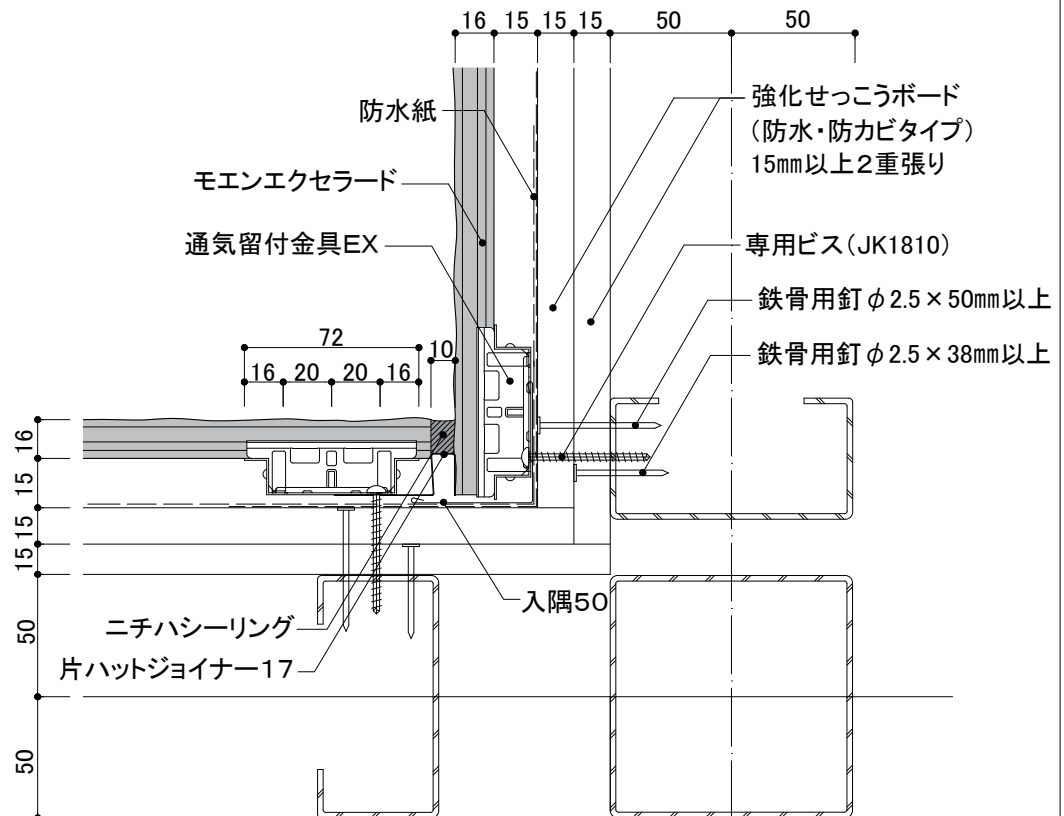 16 15 15 15 50 50
防水紙
強化せっこうボード
(防水・防カビタイプ)
15mm以上2重張り
モエンエクセラード
通気留付金具EX
専用ビス(JK1810)
鉄骨用釘φ2.5×50mm以上
鉄骨用釘φ2.5×38mm以上
72
10
16 20 20 16
16
15
15
15
50
50
入隅50
ニチハシーリング
片ハットジョイナー17